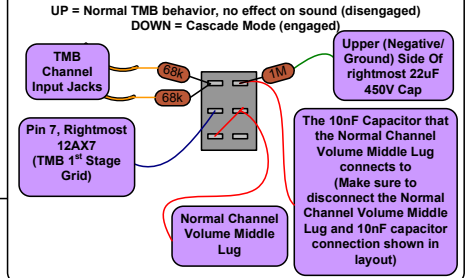 UP = Normal TMB behavior, no effect on sound (disengaged)
DOWN = Cascade Mode (engaged)
TMB
Channel
Input Jacks
68k
68k
1M
Upper (Negative/
Ground) Side Of
rightmost 22uF
450V Cap
Pin 7, Rightmost
12AX7
(TMB 1st Stage
Grid)
Normal Channel
Volume Middle
Lug
The 10nF Capacitor that
the Normal Channel
Volume Middle Lug
connects to
(Make sure to
disconnect the Normal
Channel Volume Middle
Lug and 10nF capacitor
connection shown in
layout)